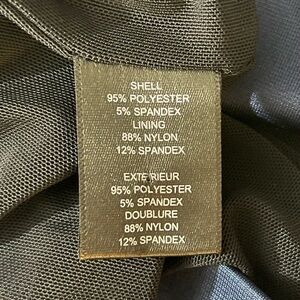 SHELL
95% POLYESTER
5% SPANDEX
LINING
88% NYLON
12% SPANDEX
EXTERIEUR
95% POLYESTER
5% SPANDEX
DOUBLURE
88% NYLON
12% SPANDEX